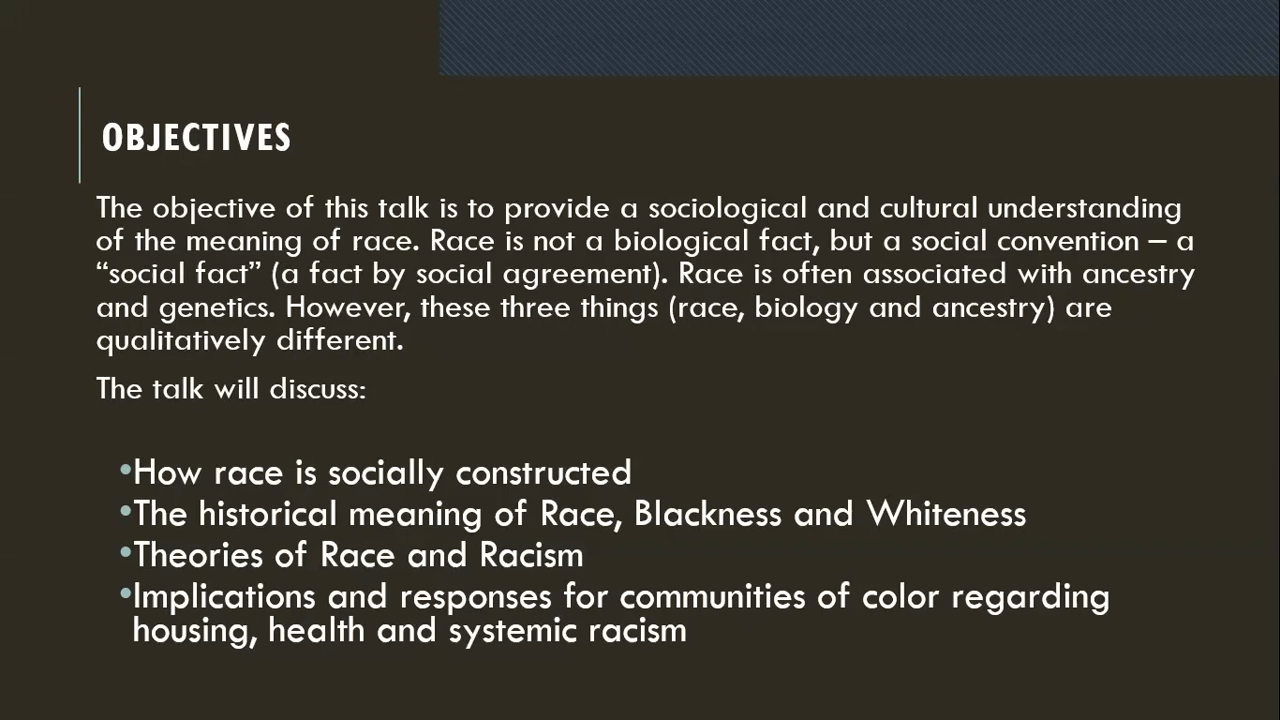 OBJECTIVES
The objective of this talk is to provide a sociological and cultural understanding
of the meaning of race. Race is not a biological fact, but a social convention – a
“social fact” (a fact by social agreement). Race is often associated with ancestry
and genetics. However, these three things (race, biology and ancestry) are
qualitatively different.
The talk will discuss:
•How race is socially constructed
•The historical meaning of Race, Blackness and Whiteness
•Theories of Race and Racism
•Implications and responses for communities of color regarding
housing, health and systemic racism